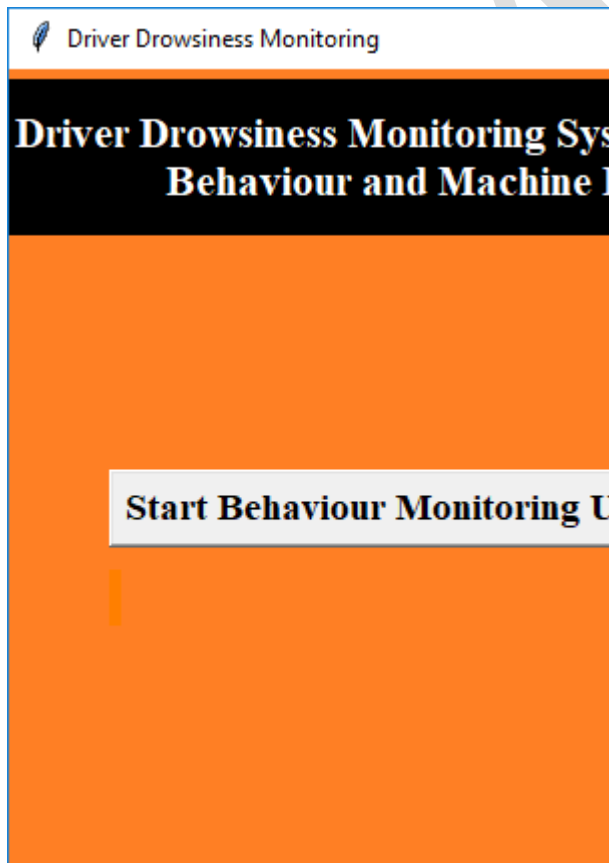 Driver Drowsiness Monitoring
Driver Drowsiness Monitoring Sys
Behaviour and Machine
Start Behaviour Monitoring U